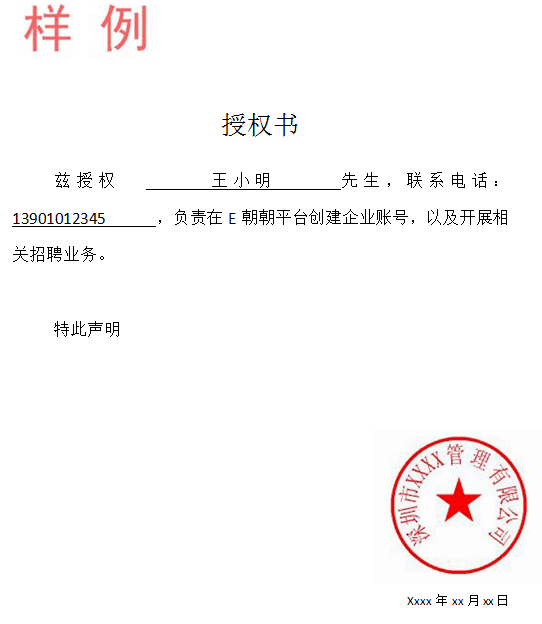 样 例
授权书
兹授权 王小明 先生，联系电话：
13901012345 ，负责在 E 朝朝平台创建企业账号，以及开展相
关招聘业务。
特此声明
深圳市XXXX管理有限公司
Xxxx 年 xx 月 xx 日